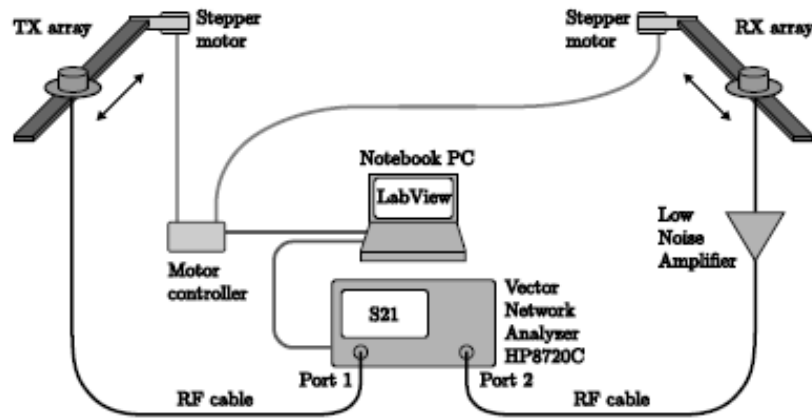 TX array
Stepper
motor
Stepper
motor
RX array
Notebook PC
LabView
Low
Noise
Amplifier
Motor
controller
S21
Vector
Network
Analyzer
HP8720C
Port 1
Port 2
RF cable
RF cable